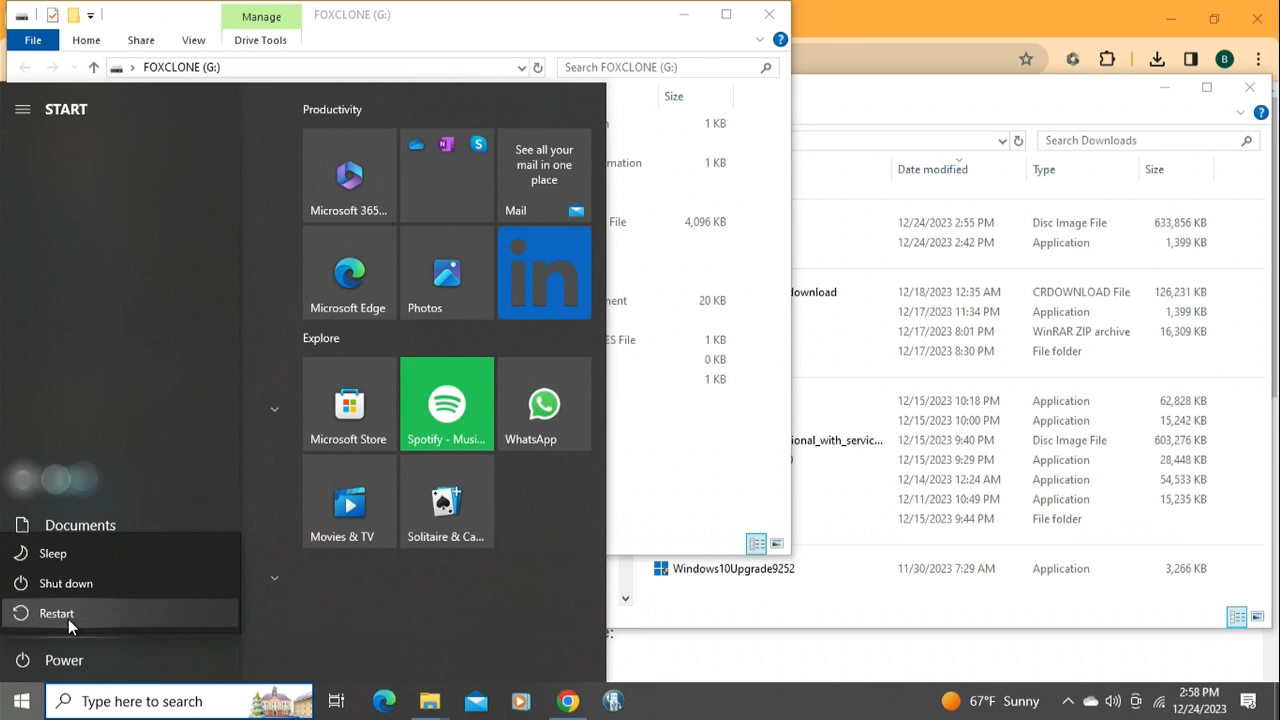 Manage
FOXCLONE (G:)
File
Home
Share
View
Drive Tools
FOXCLONE (G:)
Search FOXCLONE (G:)
Size
1 KB
mation
1 KB
File
4,096 KB
ment
20 KB
ES File
1 KB
0 KB
1 KB
START
Productivity
See all your
mail in one
place
Microsoft 365...
Mail
Microsoft Edge
Photos
in
Explore
Microsoft Store
Spotify - Musi...
WhatsApp
Movies & TV
Solitaire & Ca...
Documents
Sleep
Shut down
Restart
Power
B
Search Downloads
Date modified
Type
Size
12/24/2023 2:55 PM
Disc Image File
633,856 KB
12/24/2023 2:42 PM
Application
1,399 KB
download
12/18/2023 12:35 AM
CRDOWNLOAD File
126,231 KB
12/17/2023 11:34 PM
Application
1,399 KB
12/17/2023 8:01 PM
WinRAR ZIP archive
16,309 KB
12/17/2023 8:30 PM
File folder
12/15/2023 10:18 PM
Application
62,828 KB
12/15/2023 10:00 PM
Application
15,242 KB
ional_with_servic...
12/15/2023 9:40 PM
Disc Image File
603,276 KB
12/15/2023 9:29 PM
Application
28,448 KB
12/14/2023 12:24 AM
Application
54,533 KB
12/11/2023 10:49 PM
Application
15,235 KB
12/15/2023 9:44 PM
File folder
Windows10Upgrade9252
11/30/2023 7:29 AM
Application
3,266 KB
Type here to search
67°F Sunny
2:58 PM
12/24/2023